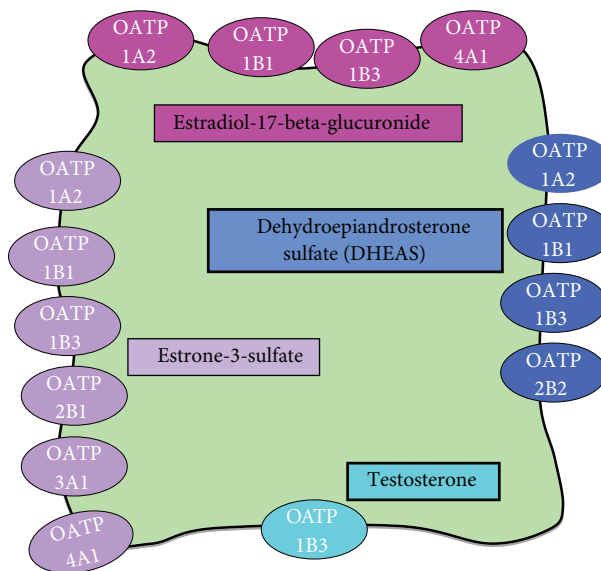 OATP
1A2
OATP
1B1
OATP
1B3
OATP
4A1
Estradiol-17-beta-glucuronide
OATP
1A2
OATP
1B1
OATP
1B3
OATP
2B1
OATP
3A1
OATP
4A1
Dehydroepiandrosterone
sulfate (DHEAS)
OATP
1A2
OATP
1B1
OATP
1B3
OATP
2B2
Estrone-3-sulfate
Testosterone
OATP
1B3